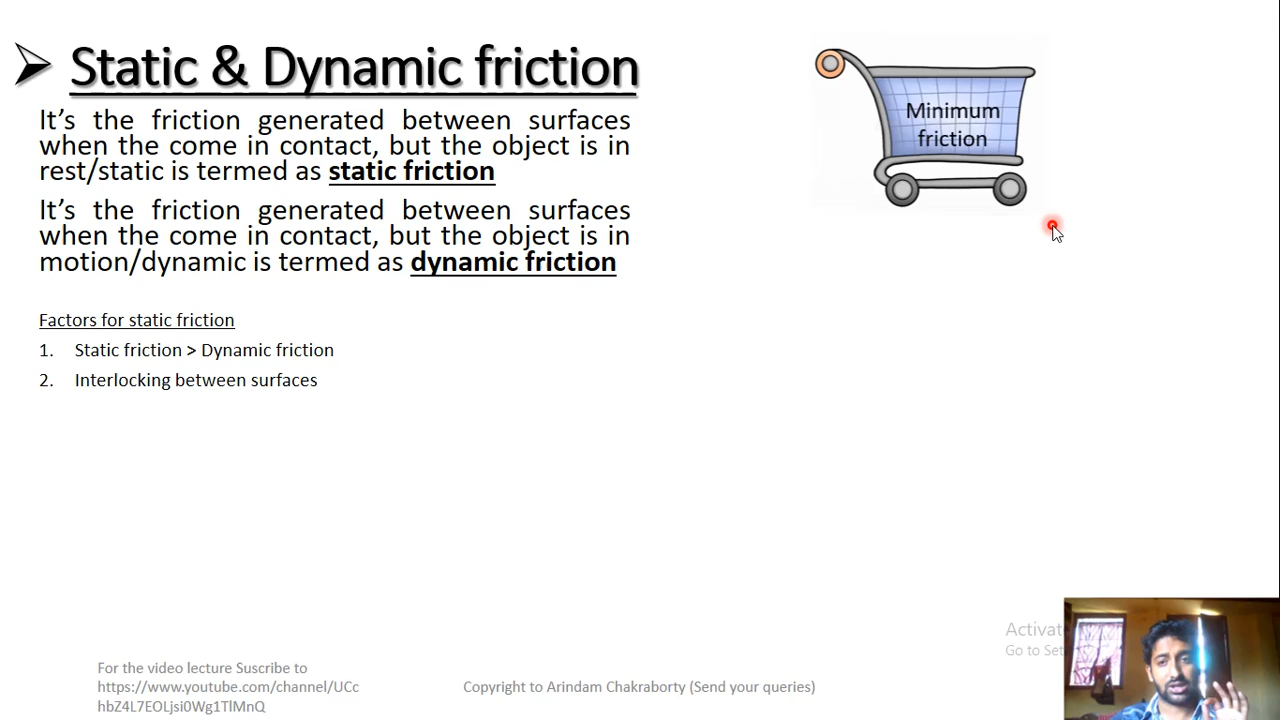 Static & Dynamic friction
It’s the friction generated between surfaces
when the come in contact, but the object is in
rest/static is termed as static friction
It’s the friction generated between surfaces
when the come in contact, but the object is in
motion/dynamic is termed as dynamic friction
Factors for static friction
1. Static friction > Dynamic friction
2. Interlocking between surfaces
Minimum
friction
Activat
Go to Set
For the video lecture Suscribe to
https://www.youtube.com/channel/UCc
hbZ4L7EOLjsi0Wg1TlMnQ
Copyright to Arindam Chakraborty (Send your queries)